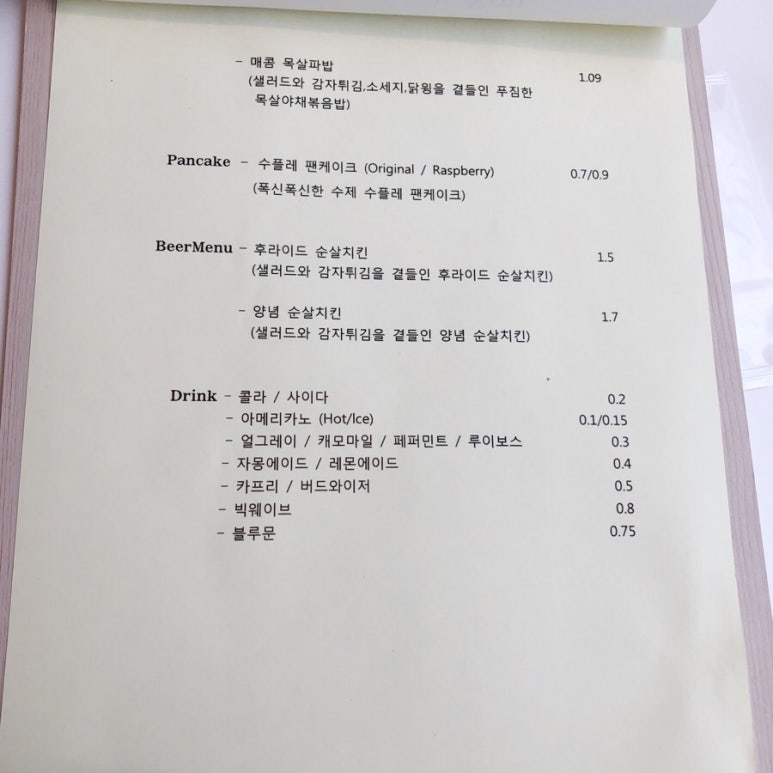 - 매콤 목살파밥 1.09
(샐러드와 감자튀김,소세지,닭윙을 곁들인 푸짐한
목살야채볶음밥)
Pancake - 수플레 팬케이크 (Original / Raspberry) 0.7/0.9
(폭신폭신한 수제 수플레 팬케이크)
BeerMenu - 후라이드 순살치킨 1.5
(샐러드와 감자튀김을 곁들인 후라이드 순살치킨)
- 양념 순살치킨 1.7
(샐러드와 감자튀김을 곁들인 양념 순살치킨)
Drink - 콜라 / 사이다 0.2
- 아메리카노 (Hot/Ice) 0.1/0.15
- 얼그레이 / 캐모마일 / 페퍼민트 / 루이보스 0.3
- 자몽에이드 / 레몬에이드 0.4
- 카프리 / 버드와이저 0.5
- 빅웨이브 0.8
- 블루문 0.75